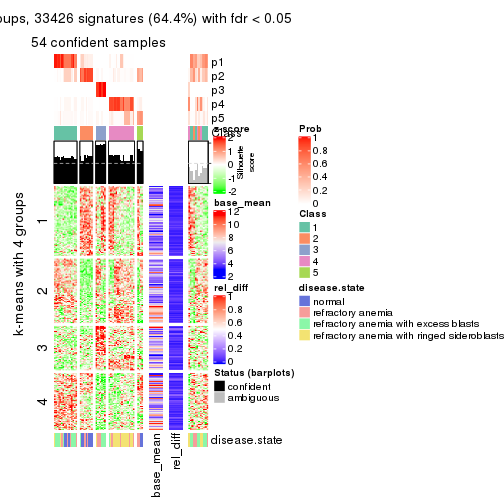 oups, 33426 signatures (64.4%) with fdr < 0.05
54 confident samples
p1
p2
p3
p4
p5
Class
z-score
2
1
0
-1
-2
Silhouette
score
base_mean
12
10
8
6
4
2
rel_diff
1
0.8
0.6
0.4
0.2
0
Status (barplots)
confident
ambiguous
Prob
1
0.8
0.6
0.4
0.2
0
Class
1
2
3
4
5
disease.state
normal
refractory anemia
refractory anemia with excess blasts
refractory anemia with ringed sideroblasts
k-means with 4 groups
1
2
3
4
disease.state
base_mean
rel_diff